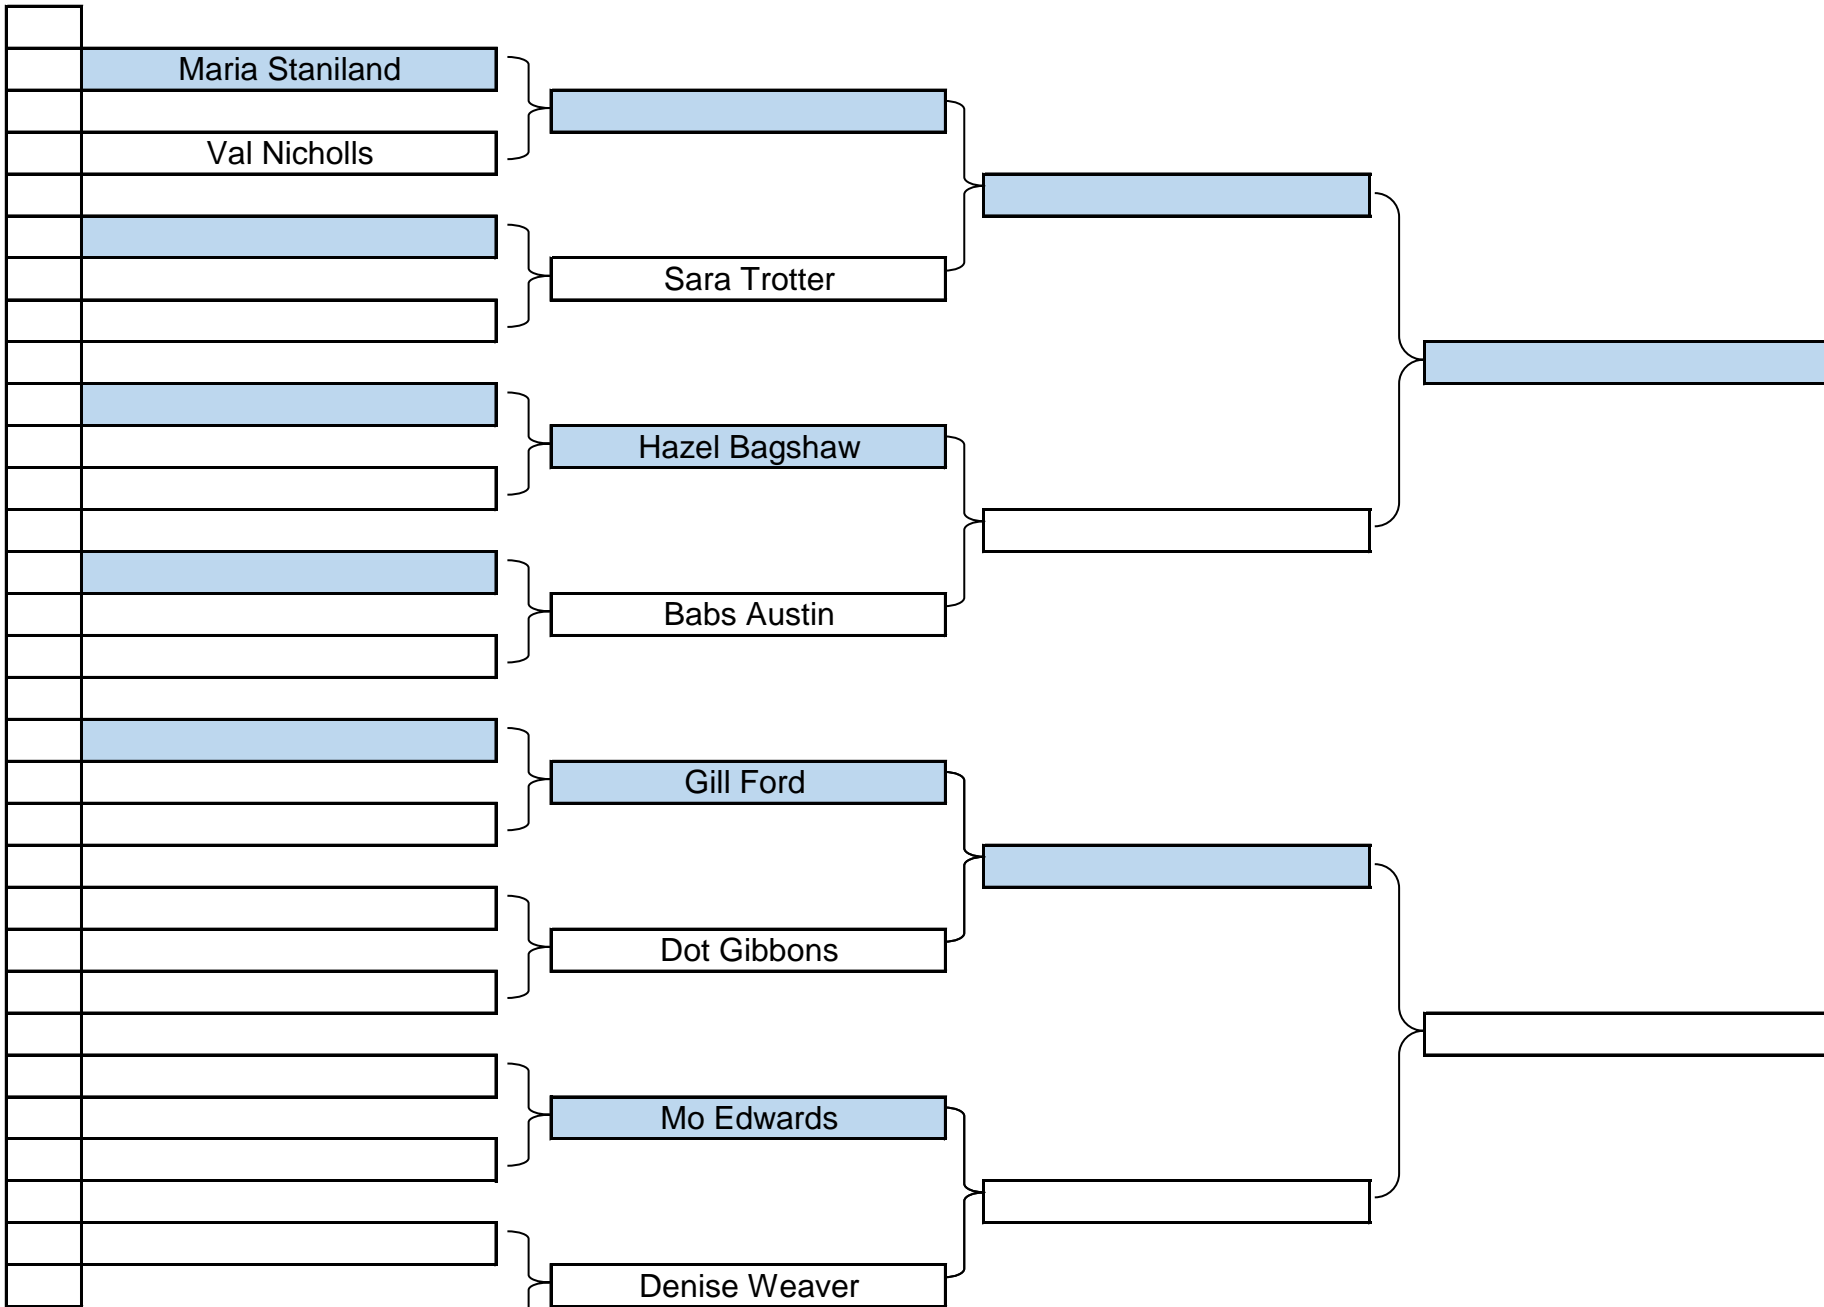 Maria Staniland
Val Nicholls
Sara Trotter
Hazel Bagshaw
Babs Austin
Gill Ford
Dot Gibbons
Mo Edwards
Denise Weaver